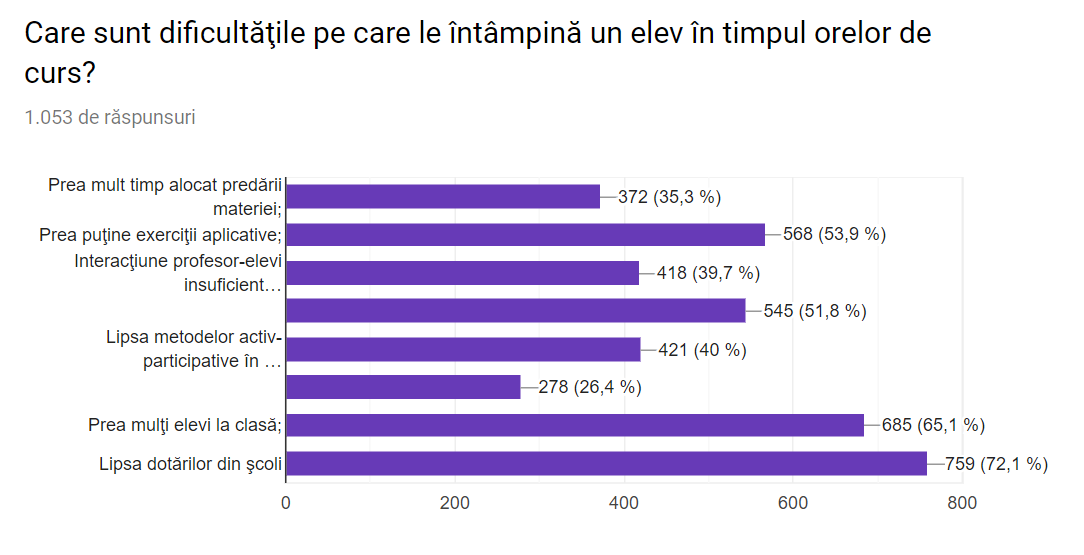 Care sunt dificultăţile pe care le întâmpină un elev în timpul orelor de
curs?
1.053 de răspunsuri
Prea mult timp alocat predării
materiei;
372 (35,3 %)
Prea puţine exerciţii aplicative;
568 (53,9 %)
Interacţiune profesor-elevi
insuficient…
418 (39,7 %)
545 (51,8 %)
Lipsa metodelor activ-
participative în …
421 (40 %)
278 (26,4 %)
Prea mulţi elevi la clasă;
685 (65,1 %)
Lipsa dotărilor din şcoli
759 (72,1 %)
0 200 400 600 800